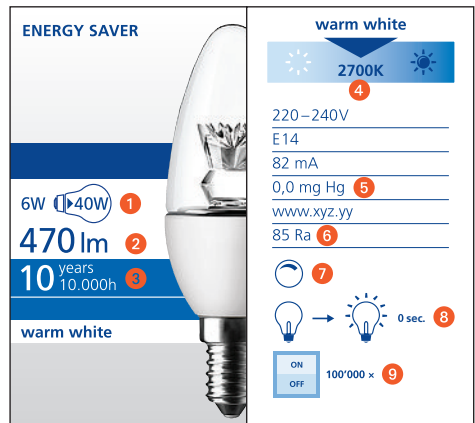 ENERGY SAVER
6W 40W 1
470 lm 2
10 years 10.000h 3
warm white
warm white
2700K
4
220–240V
E14
82 mA
0,0 mg Hg 5
www.xyz.yy
85 Ra 6
7
0 sec. 8
ON
OFF
100'000 × 9